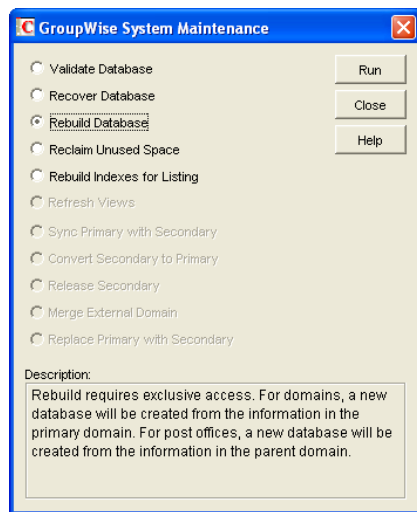 GroupWise System Maintenance
Validate Database
Run
Recover Database
Close
Rebuild Database
Help
Reclaim Unused Space
Rebuild Indexes for Listing
Refresh Views
Sync Primary with Secondary
Convert Secondary to Primary
Release Secondary
Merge External Domain
Replace Primary with Secondary
Description:
Rebuild requires exclusive access. For domains, a new
database will be created from the information in the
primary domain. For post offices, a new database will be
created from the information in the parent domain.